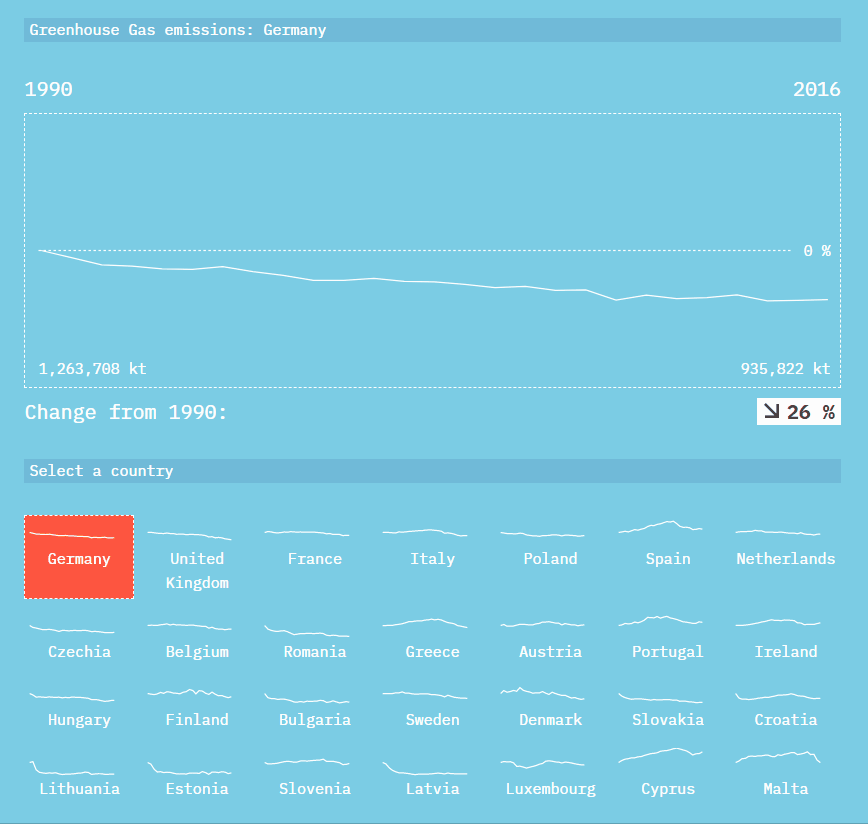 Greenhouse Gas emissions: Germany
1990 2016
0 %
1,263,708 kt 935,822 kt
Change from 1990: 26 %
Select a country
Germany United Kingdom France Italy Poland Spain Netherlands
Czechia Belgium Romania Greece Austria Portugal Ireland
Hungary Finland Bulgaria Sweden Denmark Slovakia Croatia
Lithuania Estonia Slovenia Latvia Luxembourg Cyprus Malta